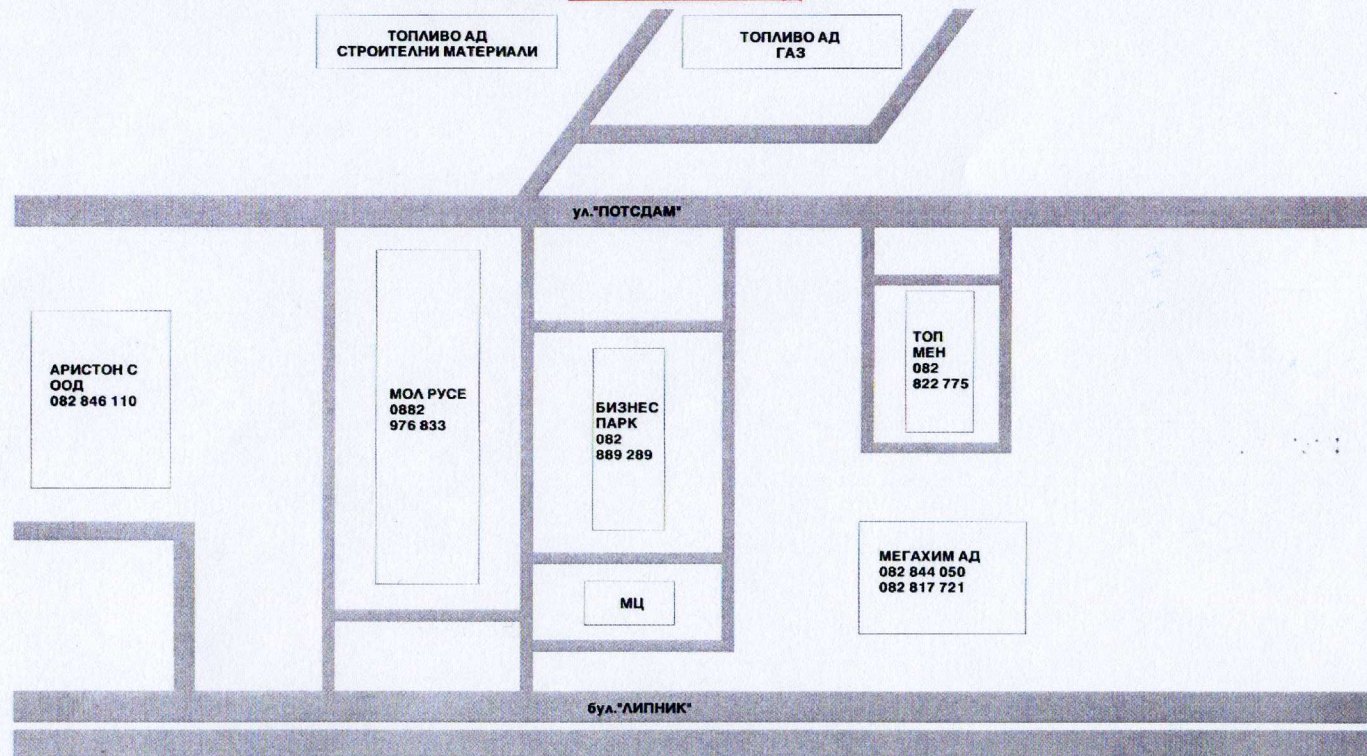 ТОПЛИВО АД
СТРОИТЕЛНИ МАТЕРИАЛИ
ТОПЛИВО АД
ГАЗ
ул."ПОТСДАМ"
АРИСТОН С
ООД
082 846 110
МОЛ РУСЕ
0882
976 833
БИЗНЕС
ПАРК
082
889 289
ТОП
МЕН
082
822 775
МЕГАХИМ АД
082 844 050
082 817 721
МЦ
бул."ЛИПНИК"